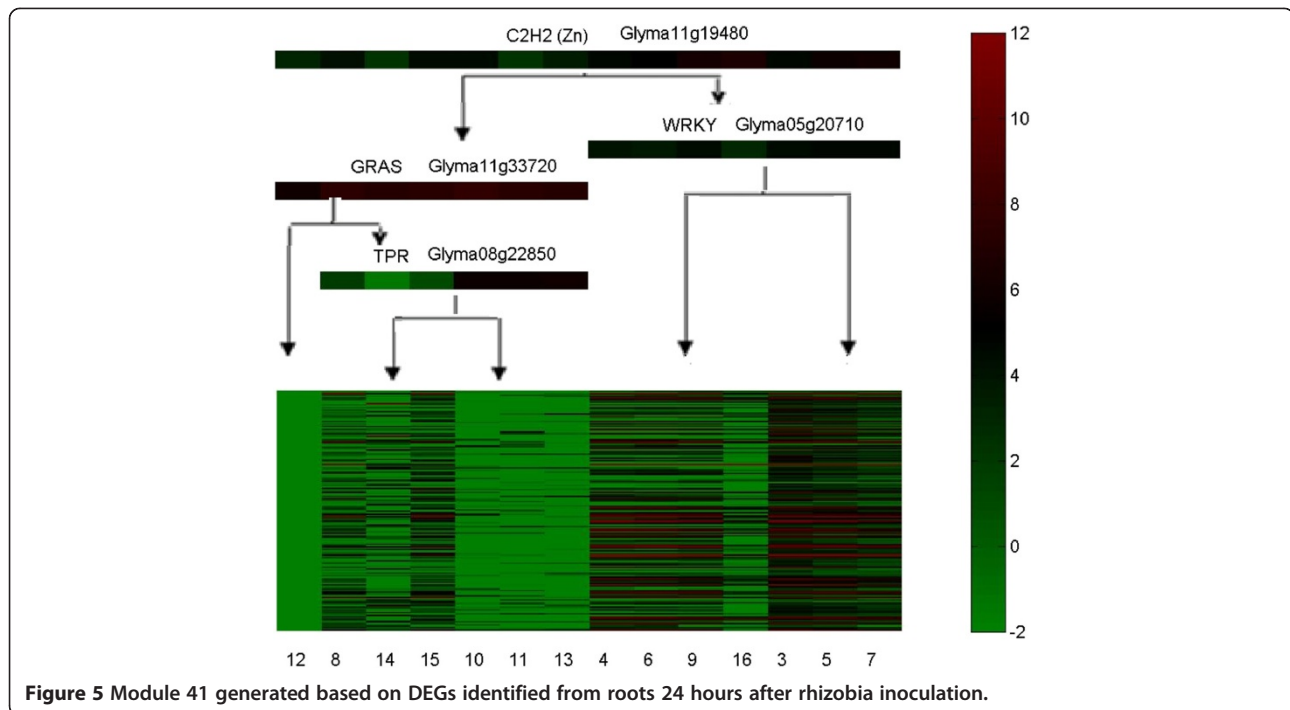 C2H2 (Zn) Glyma11g19480
WRKY Glyma05g20710
GRAS Glyma11g33720
TPR Glyma08g22850
12
10
8
6
4
2
0
-2
12 8 14 15 10 11 13 4 6 9 16 3 5 7
Figure 5 Module 41 generated based on DEGs identified from roots 24 hours after rhizobia inoculation.